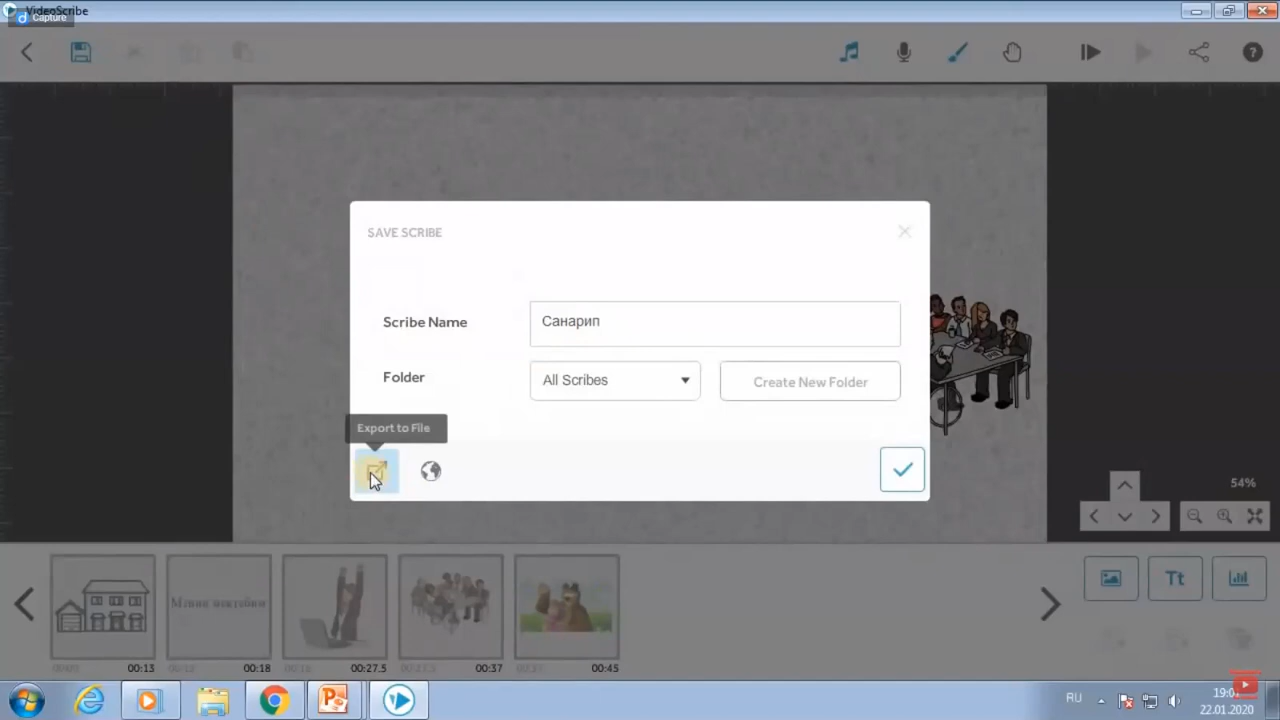 VideoScribe
Capture
SAVE SCRIBE
Scribe Name
Санарип
Folder
All Scribes
Create New Folder
Export to File
54%
Tt
00:13
00:18
00:27.5
00:37
00:45
RU
22.01.2020